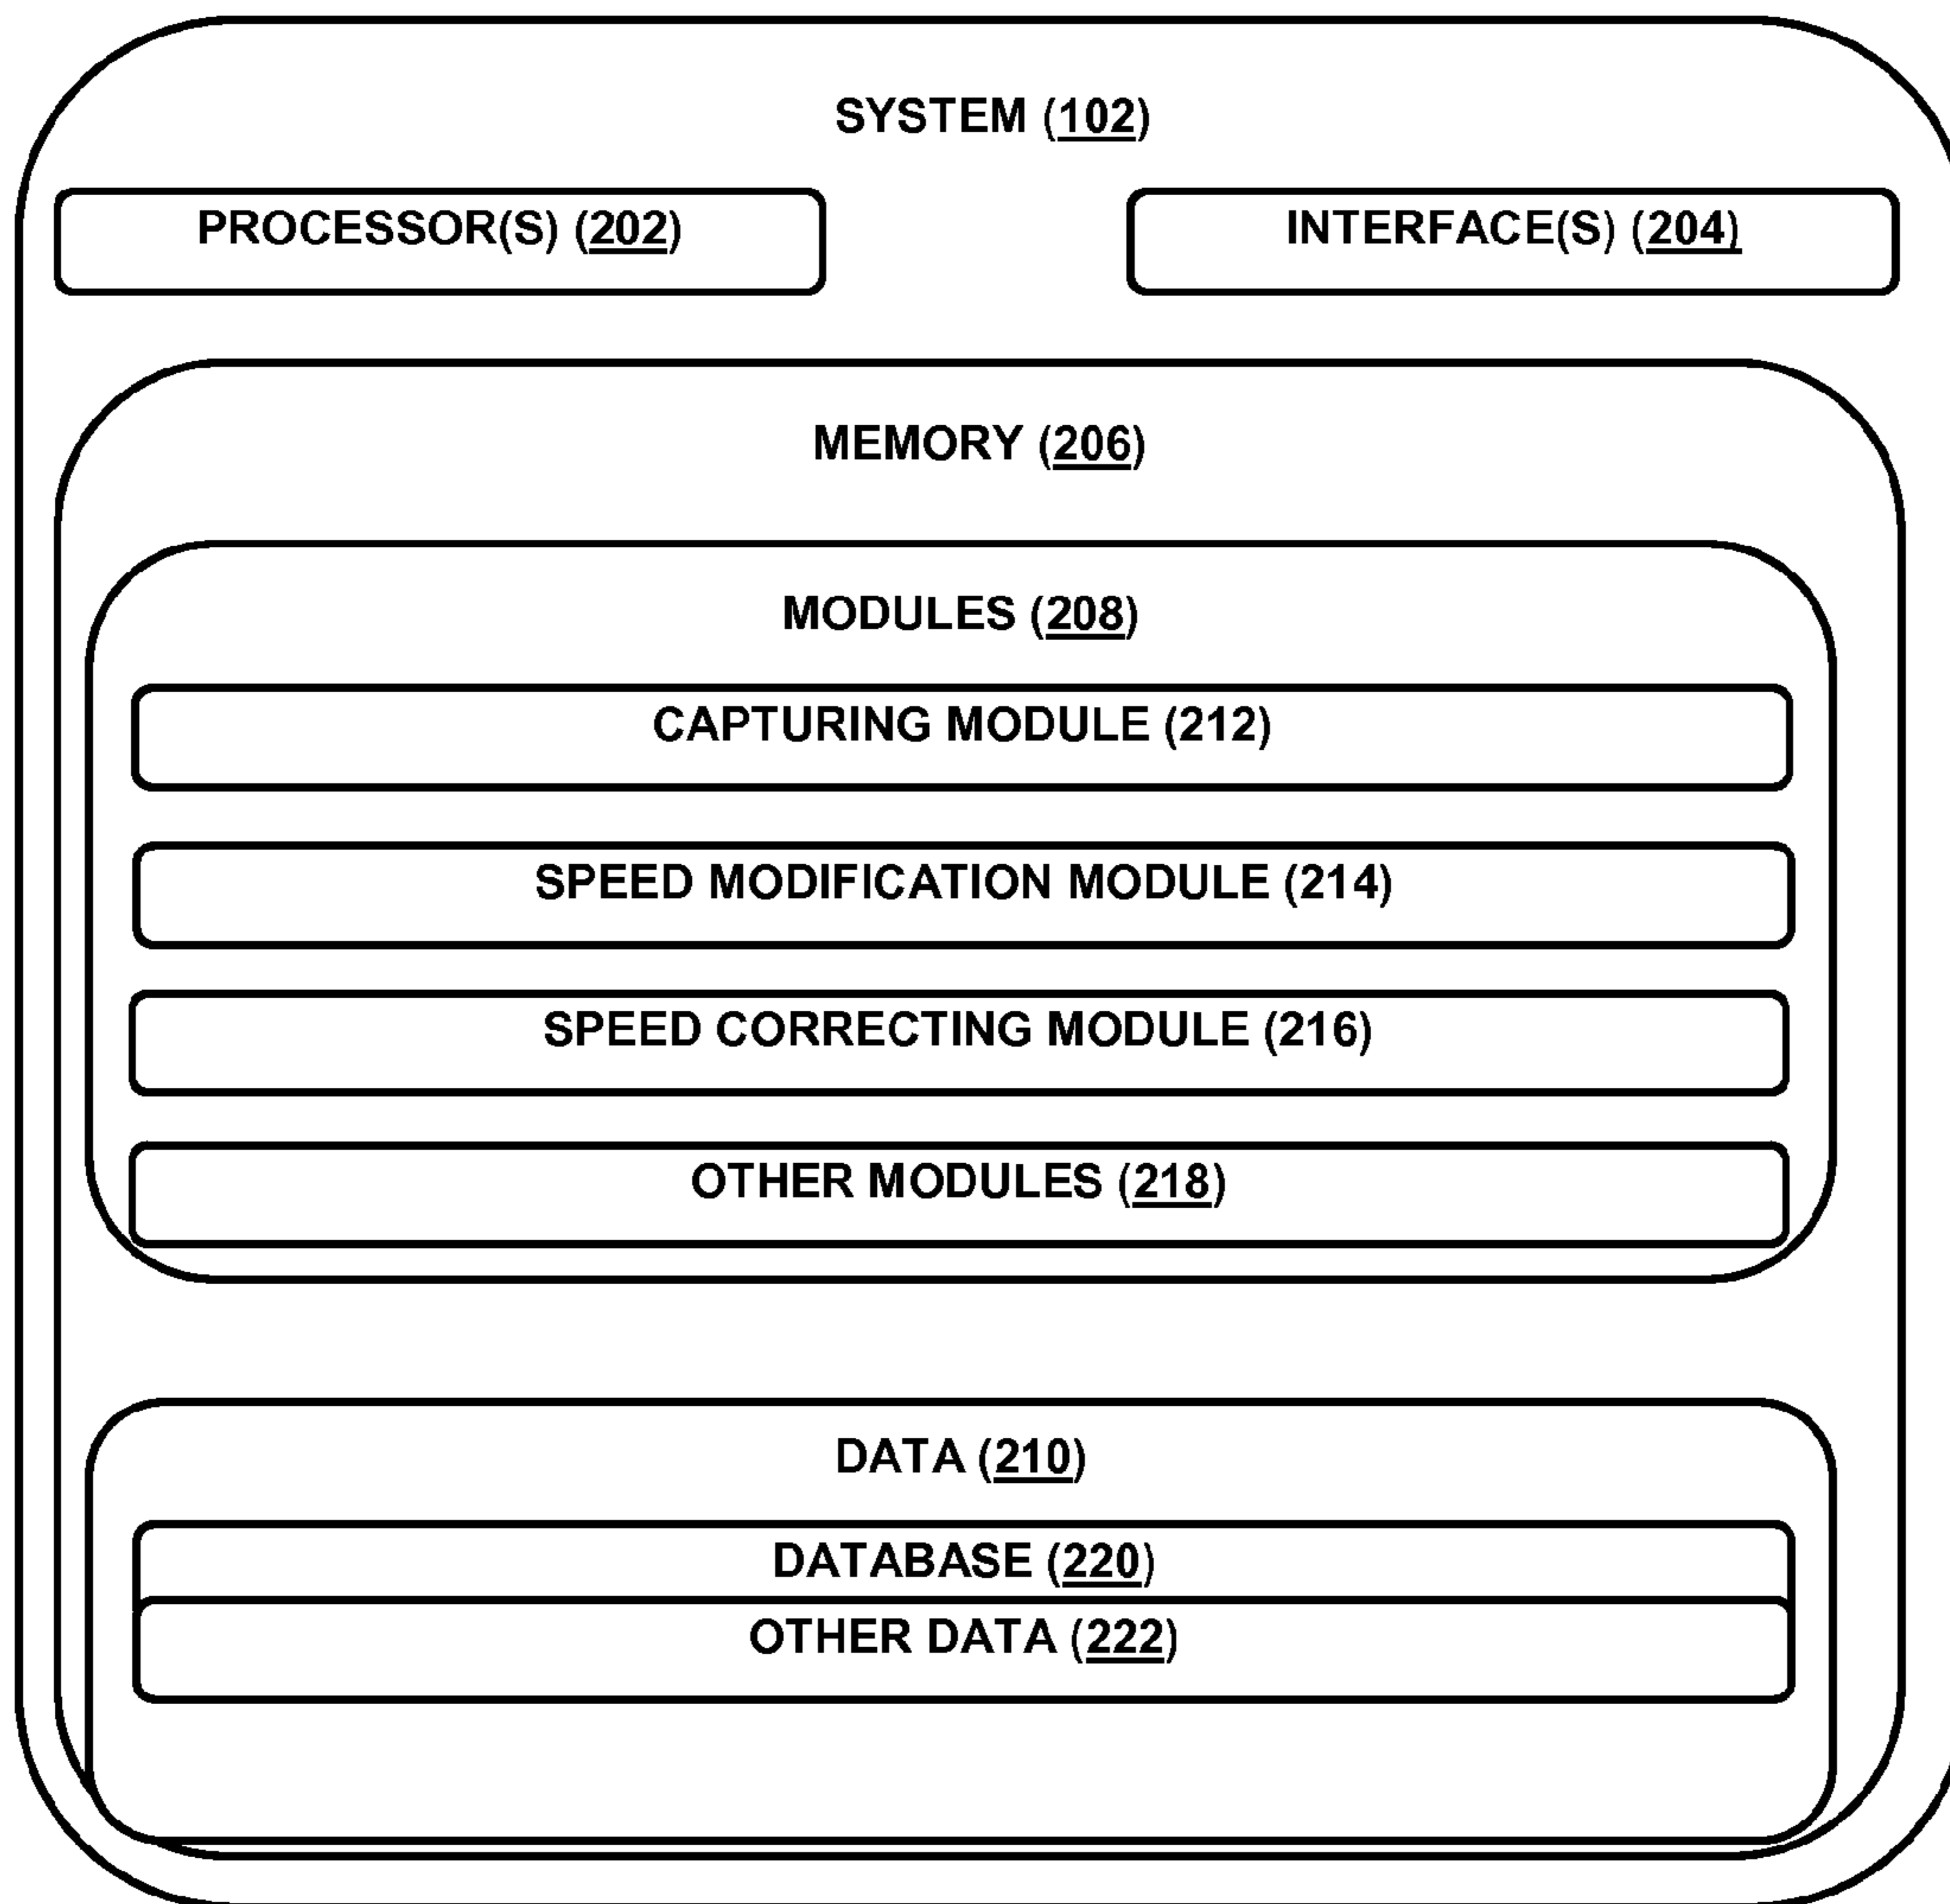 SYSTEM (102)
PROCESSOR(S) (202)
INTERFACE(S) (204)
MEMORY (206)
MODULES (208)
CAPTURING MODULE (212)
SPEED MODIFICATION MODULE (214)
SPEED CORRECTING MODULE (216)
OTHER MODULES (218)
DATA (210)
DATABASE (220)
OTHER DATA (222)